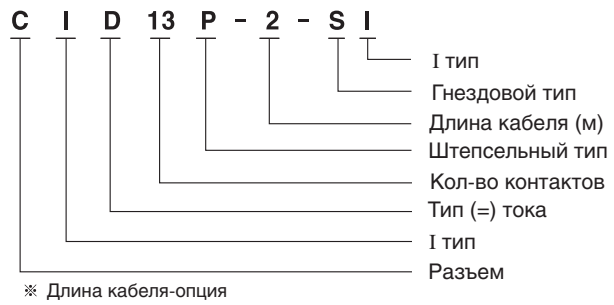 C I D 13 P - 2 - S I
I тип
Гнездовой тип
Длина кабеля (м)
Штепсельный тип
Кол-во контактов
Тип (=) тока
I тип
Разъем
※ Длина кабеля-опция